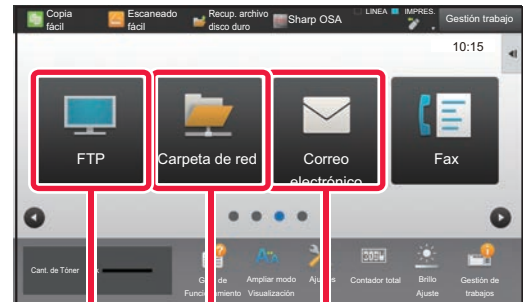 Copia
fácil
Escaneado
fácil
Recup. archivo
disco duro
Sharp OSA
LÍNEA
IMPRES.
Gestión trabajo
10:15
FTP
Carpeta de red
Correo
electrónico
Fax
Cant. de Tóner
Ampliar modo
Visualización
Contador total
Brillo
Ajuste
Gestión de
trabajos